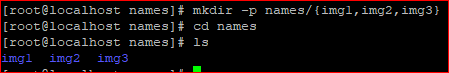 [root@localhost names]# mkdir -p names/{img1,img2,img3}
[root@localhost names]# cd names
[root@localhost names]# ls
img1  img2  img3
[root@localhost names]#